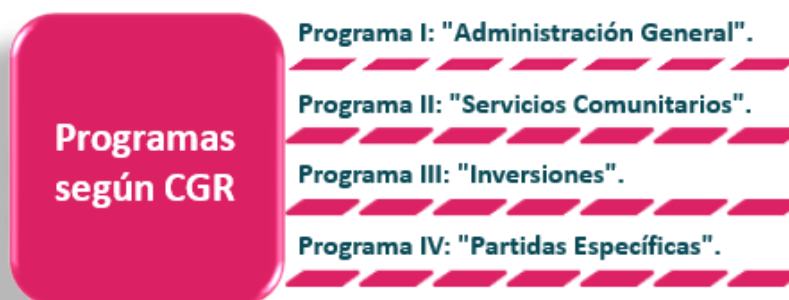 Programas
según CGR
Programa I: "Administración General".
Programa II: "Servicios Comunitarios".
Programa III: "Inversiones".
Programa IV: "Partidas Específicas".